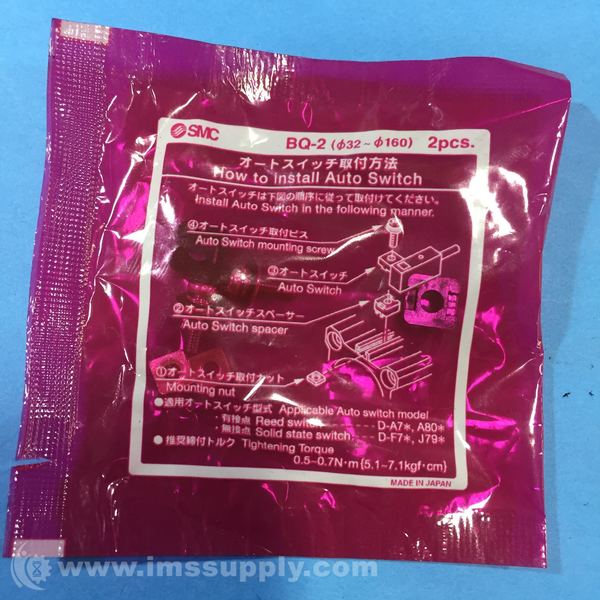 SMC BQ-2 (φ32~φ160) 2pcs.
オートスイッチ取付方法
How to install Auto Switch
オートスイッチは下図の順序に従って取付けてください。
Install Auto Switch in the following manner.
④オートスイッチ取付ビス
Auto Switch mounting screw
③オートスイッチ
Auto Switch
②オートスイッチスペーサー
Auto Switch spacer
①オートスイッチ取付ナット
Mounting nut
●適用オートスイッチ型式 Applicable Auto switch model
有接点 Reed switch ---- D-A7*, A80*
無接点 Solid state switch ---- D-F7*, J79*
●推奨締付トルク Tightening Torque
0.5~0.7N·m {5.1~7.1kgf·cm}
MADE IN JAPAN
www.imssupply.com